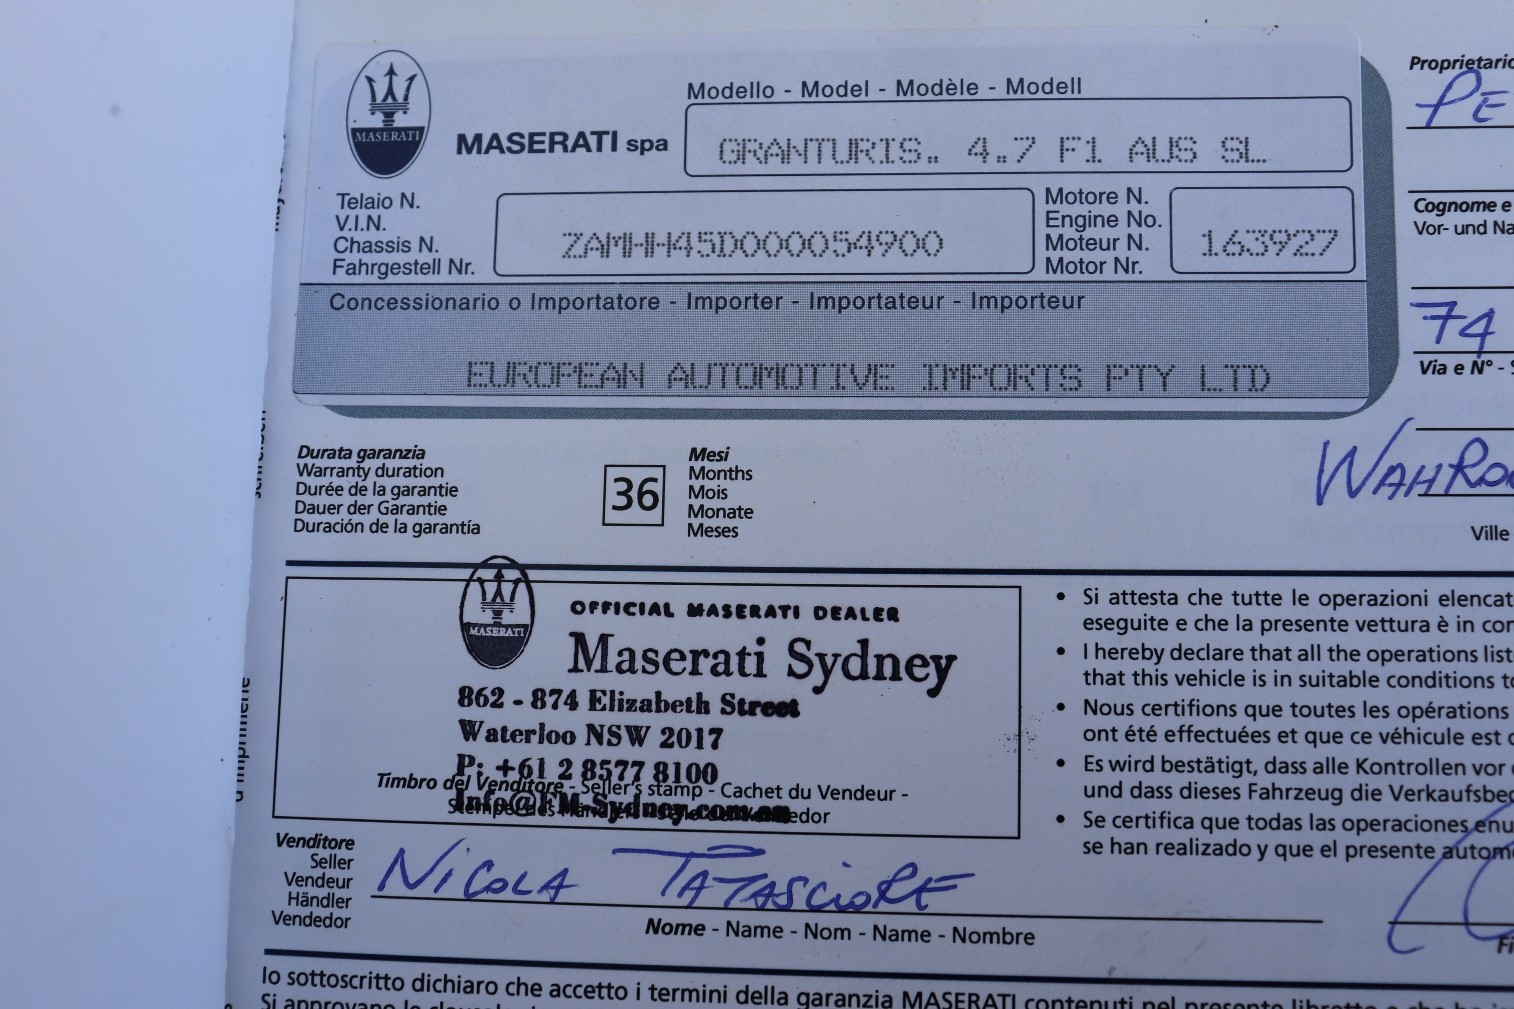 Modello - Model - Modèle - Modell
MASERATI
MASERATI spa
GRANTURIS. 4.7 F1 AUS SL
Telaio N.
V.I.N.
Chassis N.
Fahrgestell Nr.
ZAMHH45D000054900
Motore N.
Engine No.
Moteur N.
Motor Nr.
163927
Concessionario o Importatore - Importer - Importateur - Importeur
EUROPEAN AUTOMOTIVE IMPORTS PTY LTD
Durata garanzia
Warranty duration
Durée de la garantie
Dauer der Garantie
Duración de la garantía
36
Mesi
Months
Mois
Monate
Meses
MASERATI
OFFICIAL MASERATI DEALER
Maserati Sydney
862 - 874 Elizabeth Street
Waterloo NSW 2017
P: +61 2 8577 8100
Timbro del Venditore - Seller's stamp - Cachet du Vendeur -
Venditore
Seller
Vendeur
Händler
Vendedor
NICOLA TATASCIORE
Nome - Name - Nom - Name - Nombre
Proprietario
PE
Cognome e
Vor- und Na
74
Via e N° - S
WAHROO
Ville
• Si attesta che tutte le operazioni elencat
eseguite e che la presente vettura è in con
• I hereby declare that all the operations list
that this vehicle is in suitable conditions to
• Nous certifions que toutes les opérations
ont été effectuées et que ce véhicule est c
• Es wird bestätigt, dass alle Kontrollen vor
und dass dieses Fahrzeug die Verkaufsbec
• Se certifica que todas las operaciones enu
se han realizado y que el presente automo
Fi
Io sottoscritto dichiaro che accetto i termini della garanzia MASERATI contenuti nel presente libretto